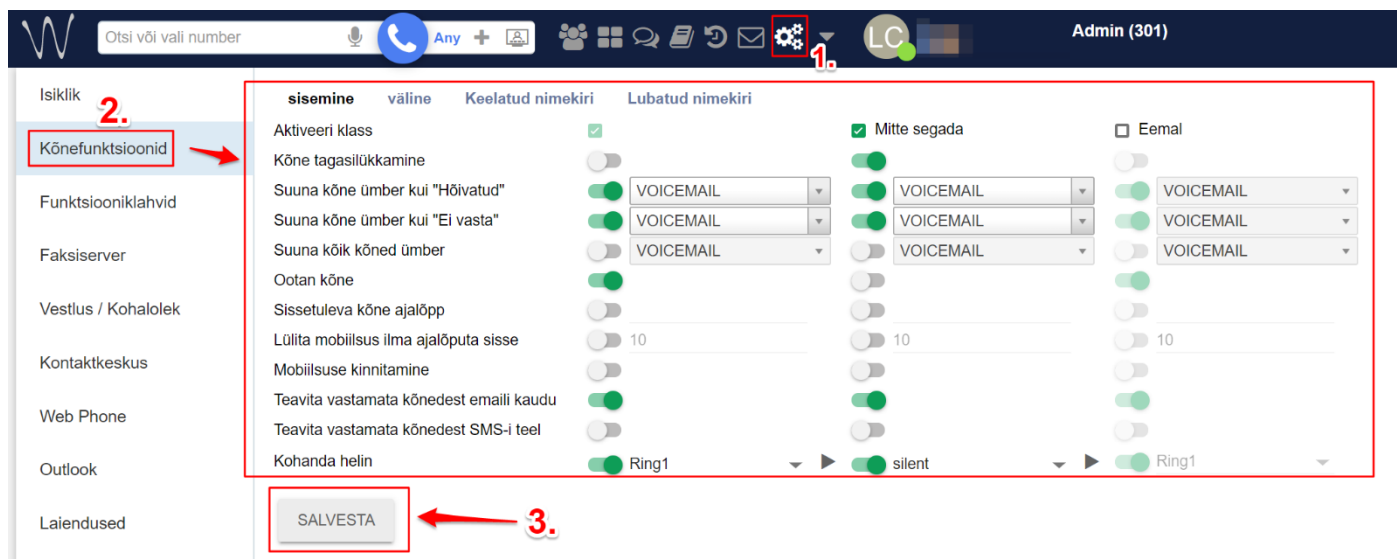 Otsi või vali number Any LC Admin (301)
1.
Isiklik
2.
Kõnefunktsioonid
Funktsiooniklahvid
Faksiserver
Vestlus / Kohalolek
Kontaktkeskus
Web Phone
Outlook
Laiendused
sisemine väline Keelatud nimekiri Lubatud nimekiri
Aktiveeri klass Mitte segada Eemal
Kõne tagasilükkamine
Suuna kõne ümber kui "Hõivatud" VOICEMAIL VOICEMAIL VOICEMAIL
Suuna kõne ümber kui "Ei vasta" VOICEMAIL VOICEMAIL VOICEMAIL
Suuna kõik kõned ümber VOICEMAIL VOICEMAIL VOICEMAIL
Ootan kõne
Sissetuleva kõne ajalõpp
Lülita mobiilsus ilma ajalõputa sisse 10 10 10
Mobiilsuse kinnitamine
Teavita vastamata kõnedest emaili kaudu
Teavita vastamata kõnedest SMS-i teel
Kohanda helin Ring1 silent Ring1
SALVESTA 3.